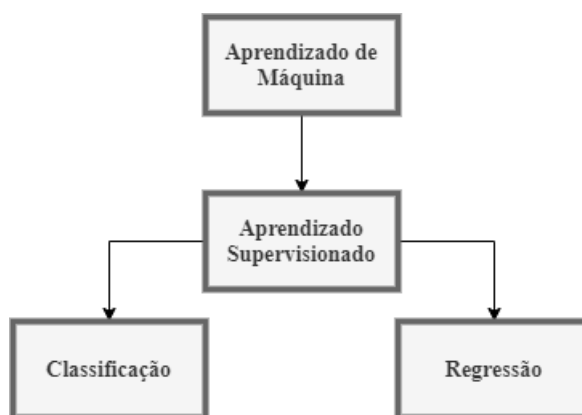 Aprendizado de
Máquina
Aprendizado
Supervisionado
Classificação
Regressão